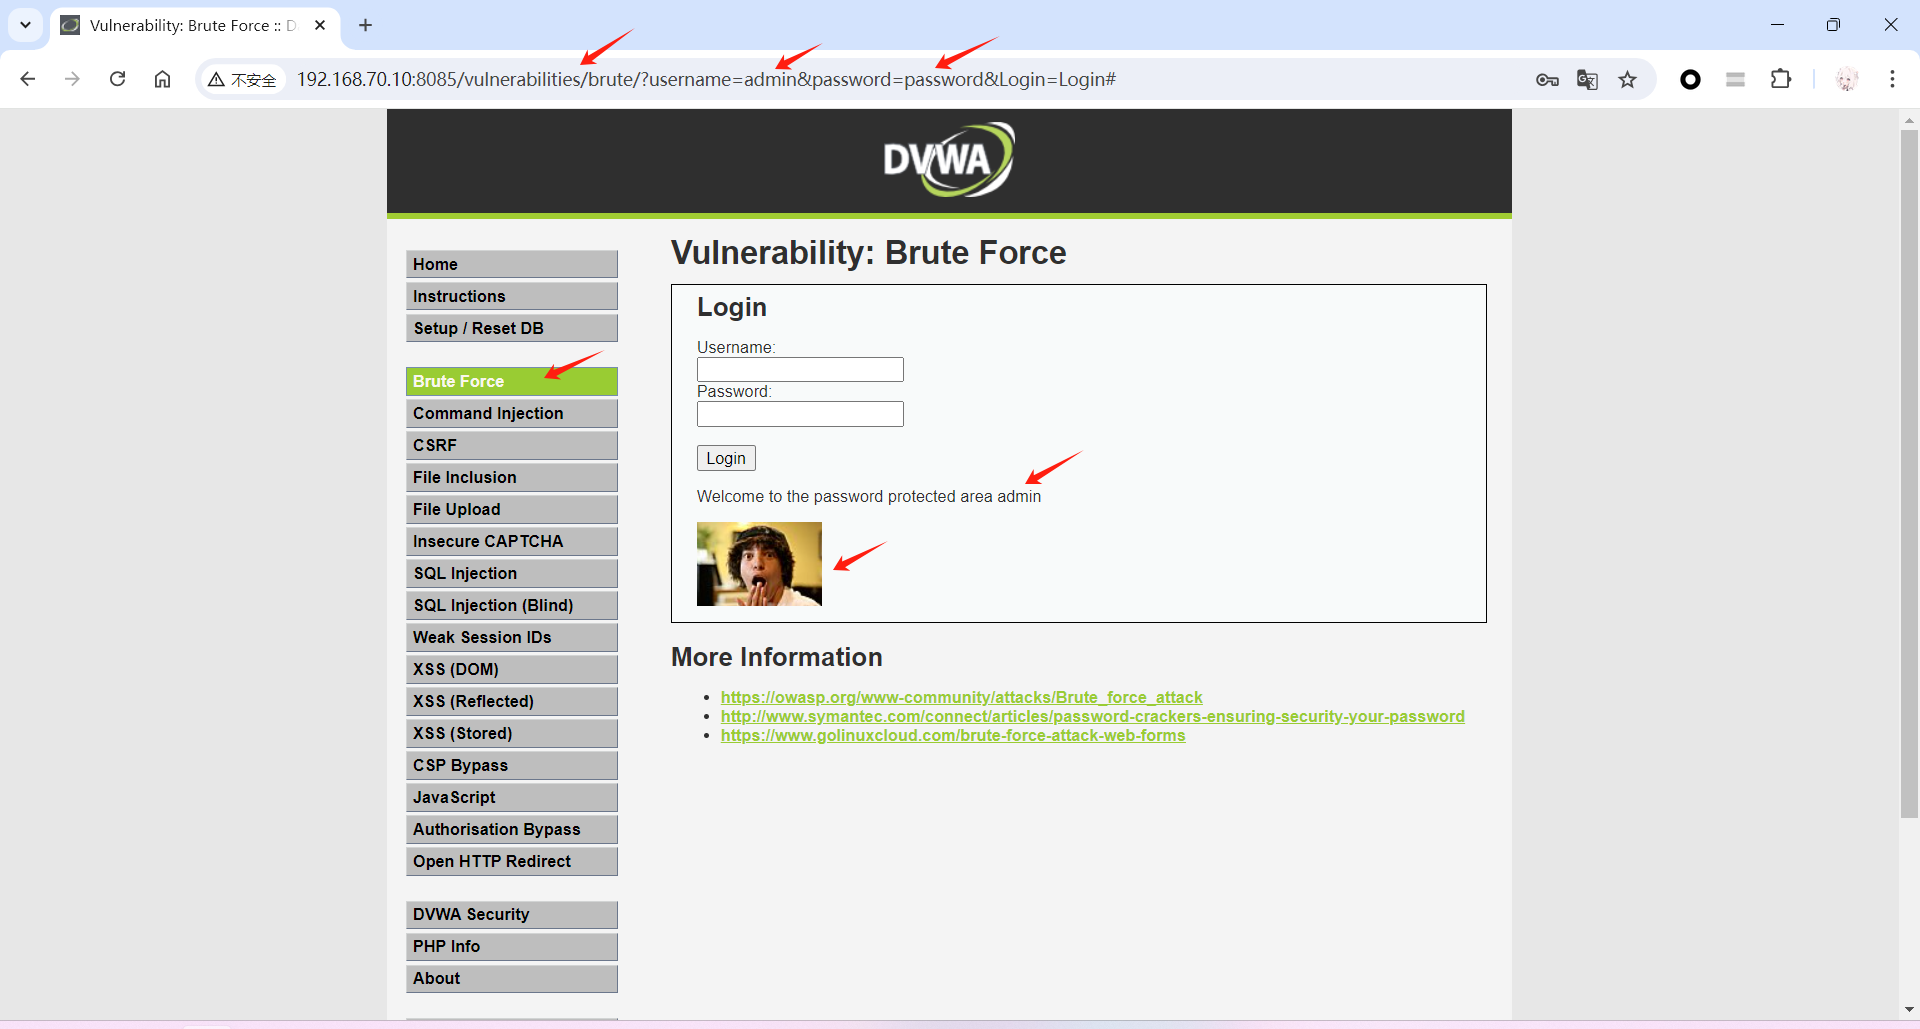 Vulnerability: Brute Force :: D
不安全
192.168.70.10:8085/vulnerabilities/brute/?username=admin&password=password&Login=Login#
DVWA
Home
Instructions
Setup / Reset DB
Brute Force
Command Injection
CSRF
File Inclusion
File Upload
Insecure CAPTCHA
SQL Injection
SQL Injection (Blind)
Weak Session IDs
XSS (DOM)
XSS (Reflected)
XSS (Stored)
CSP Bypass
JavaScript
Authorisation Bypass
Open HTTP Redirect
DVWA Security
PHP Info
About
Vulnerability: Brute Force
Login
Username:
Password:
Login
Welcome to the password protected area admin
More Information
https://owasp.org/www-community/attacks/Brute_force_attack
http://www.symantec.com/connect/articles/password-crackers-ensuring-security-your-password
https://www.golinuxcloud.com/brute-force-attack-web-forms